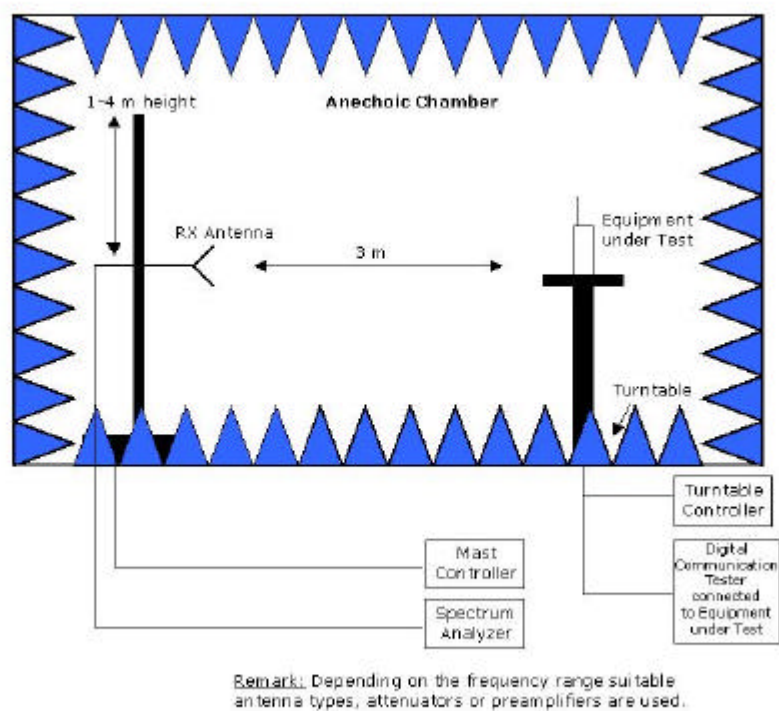 1-4 m height
Anechoic Chamber
RX Antenna
3 m
Equipment
under Test
Turntable
Turntable
Controller
Mast
Controller
Digital
Communication
Tester
connected
to Equipment
under Test
Spectrum
Analyzer
Remark: Depending on the frequency range suitable
antenna types, attenuators or preamplifiers are used.